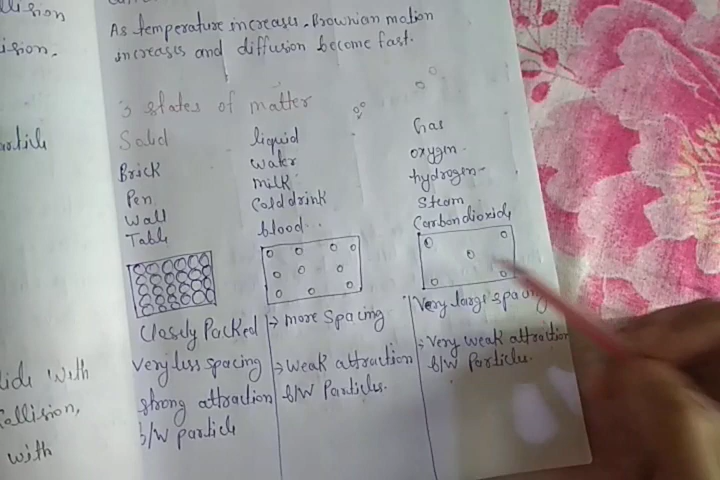 As temperature increases. Brownian motion
increases and diffusion become fast.
3 states of matter
Solid
Brick
Pen
Wall
Table
Closely Packed
Very less spacing
strong attraction
b/w particle
liquid
water
milk
Cold drink
blood..
→ more spacing
→ Weak attraction
b/w Particles.
Gas
oxygen
hydrogen
Steam
Carbondioxide
Very large spacing
Very weak attraction
b/w Particles.
with
with